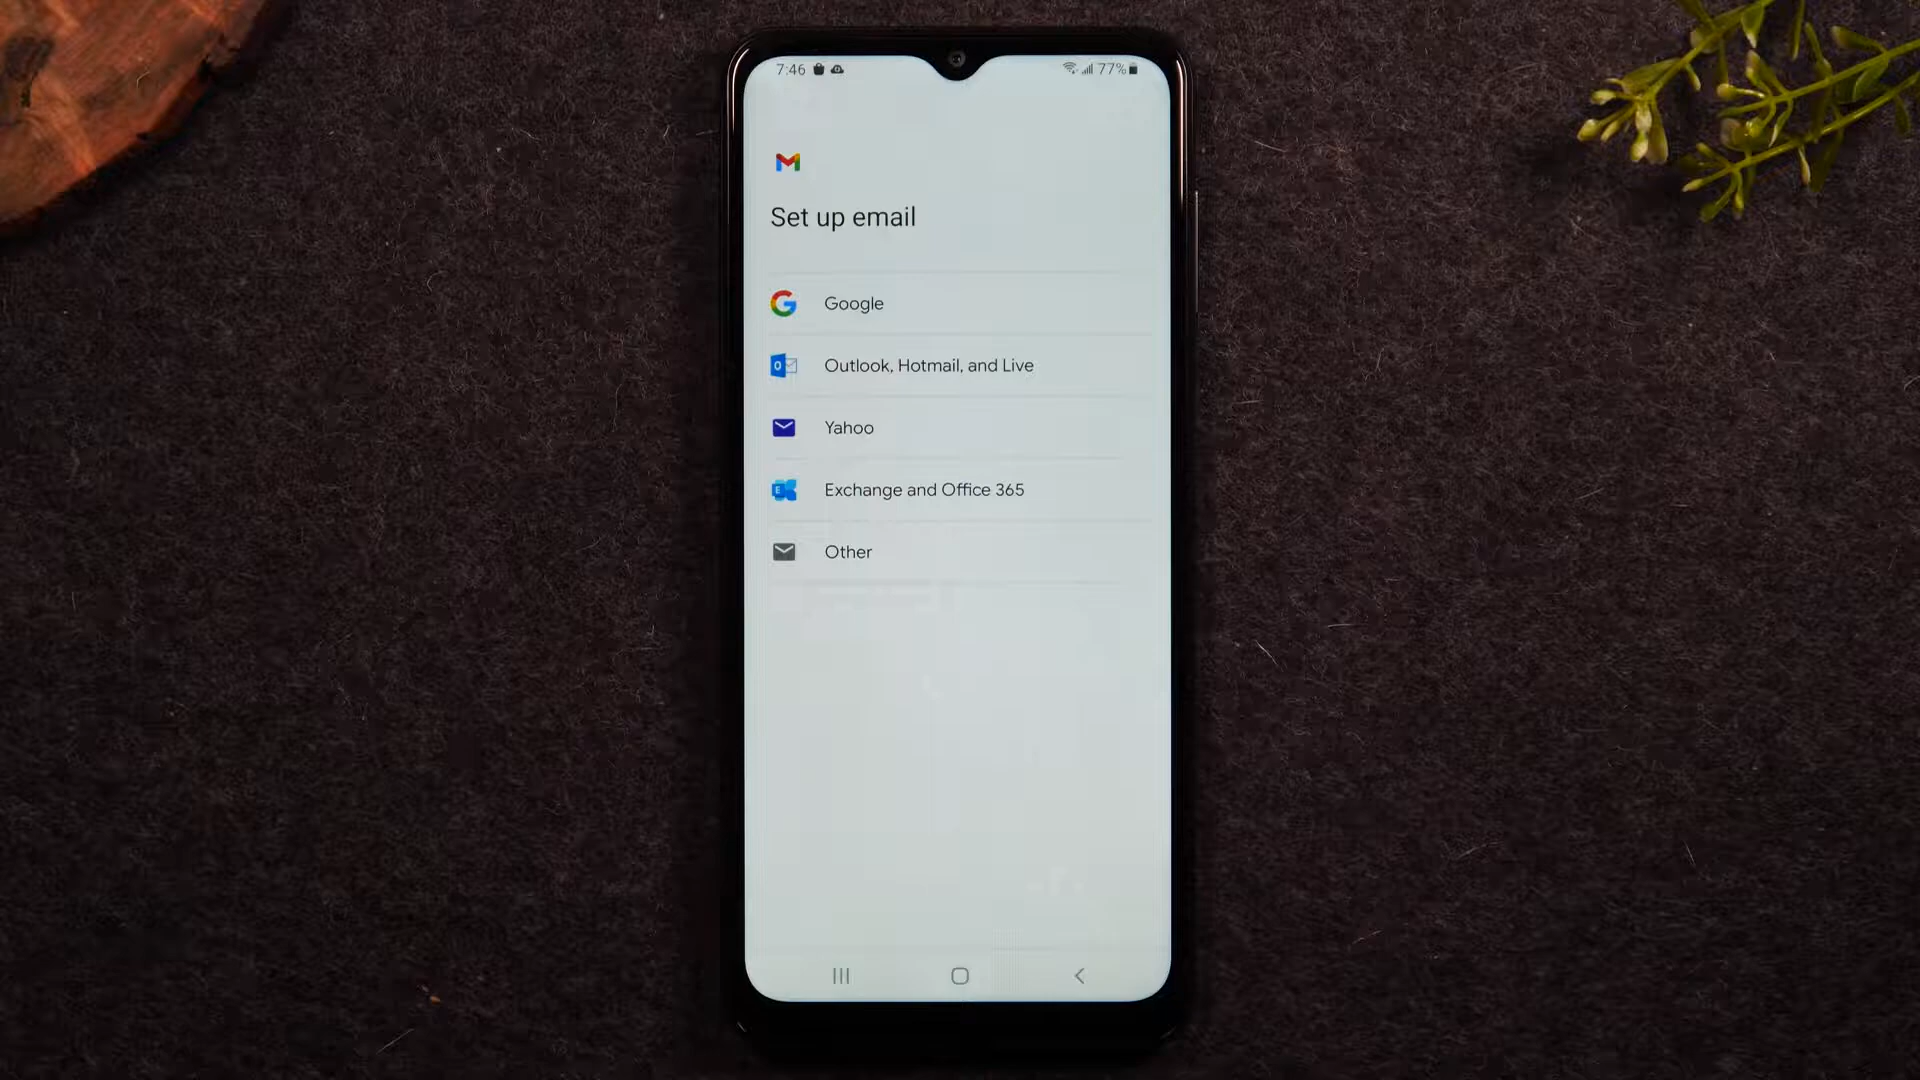 7:46 77%
Set up email
Google
Outlook, Hotmail, and Live
Yahoo
Exchange and Office 365
Other